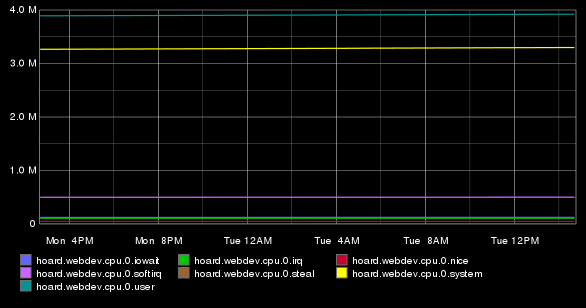 4.0 M
3.0 M
2.0 M
1.0 M
0
Mon 4PM Mon 8PM Tue 12AM Tue 4AM Tue 8AM Tue 12PM
hoard.webdev.cpu.0.iowait hoard.webdev.cpu.0.irq hoard.webdev.cpu.0.nice
hoard.webdev.cpu.0.softirq hoard.webdev.cpu.0.steal hoard.webdev.cpu.0.system
hoard.webdev.cpu.0.user